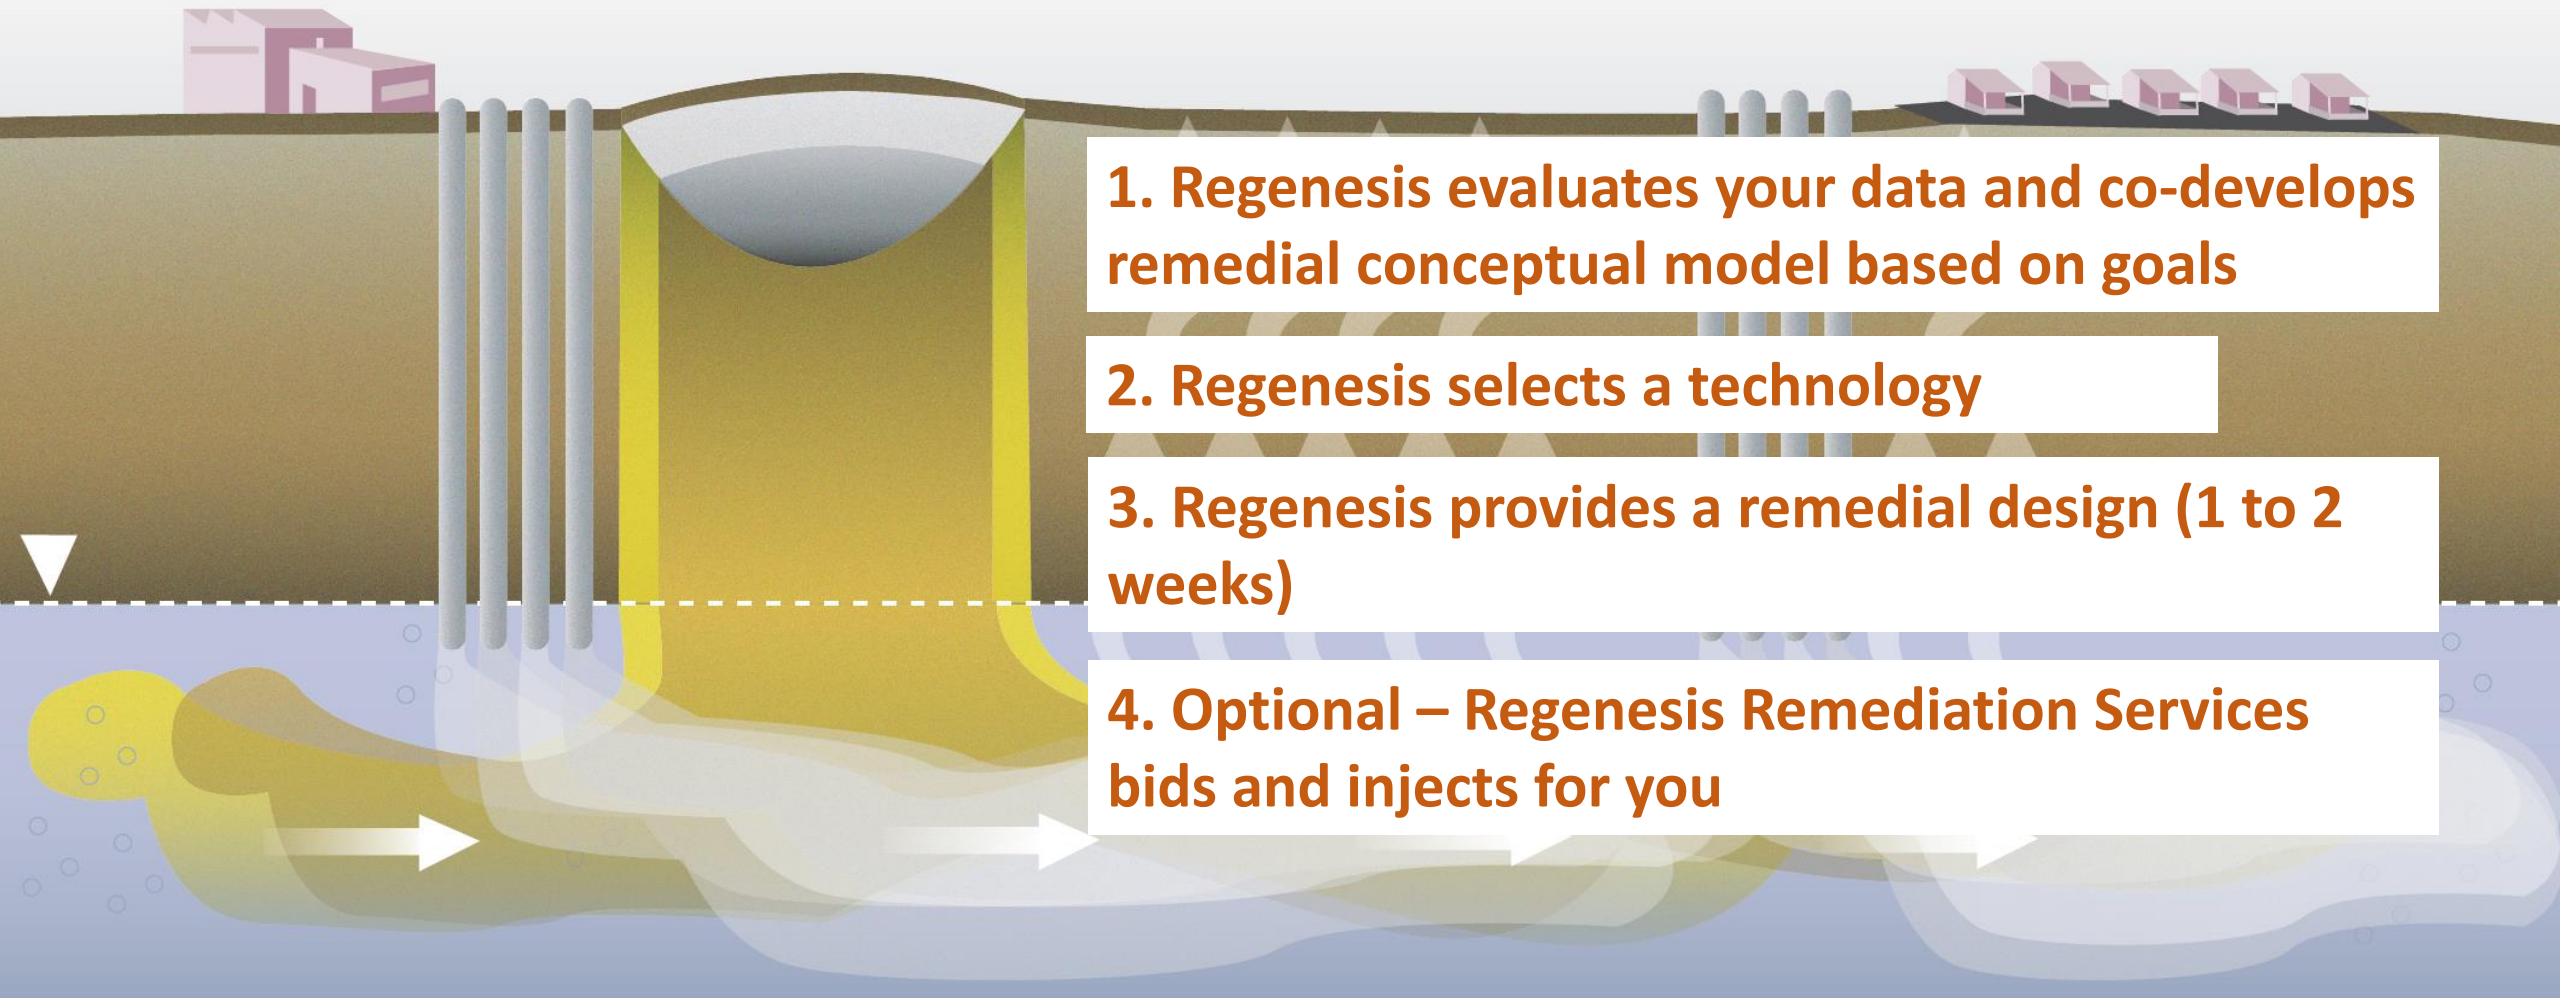 1. Regenesis evaluates your data and co-develops
remedial conceptual model based on goals
2. Regenesis selects a technology
3. Regenesis provides a remedial design (1 to 2
weeks)
4. Optional – Regenesis Remediation Services
bids and injects for you